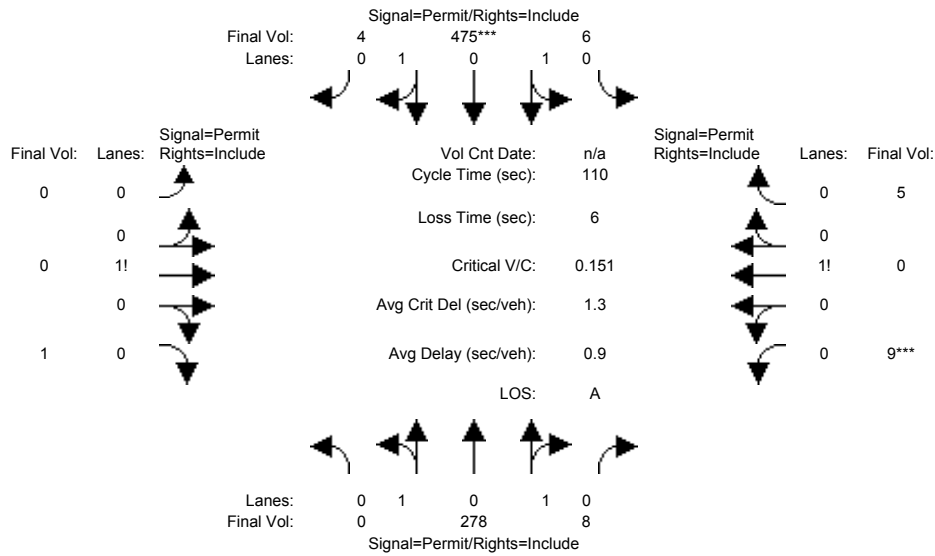 Signal=Permit/Rights=Include
Final Vol: 4 475*** 6
Lanes: 0 1 0 1 0
Signal=Permit Signal=Permit
Final Vol: Lanes: Rights=Include Vol Cnt Date: n/a Rights=Include Lanes: Final Vol:
Cycle Time (sec): 110
0 0 0 5
Loss Time (sec): 6
0 0
0 1! Critical V/C: 0.151 1! 0
0 Avg Crit Del (sec/veh): 1.3 0
1 0 Avg Delay (sec/veh): 0.9 0 9***
LOS: A
Lanes: 0 1 0 1 0
Final Vol: 0 278 8
Signal=Permit/Rights=Include